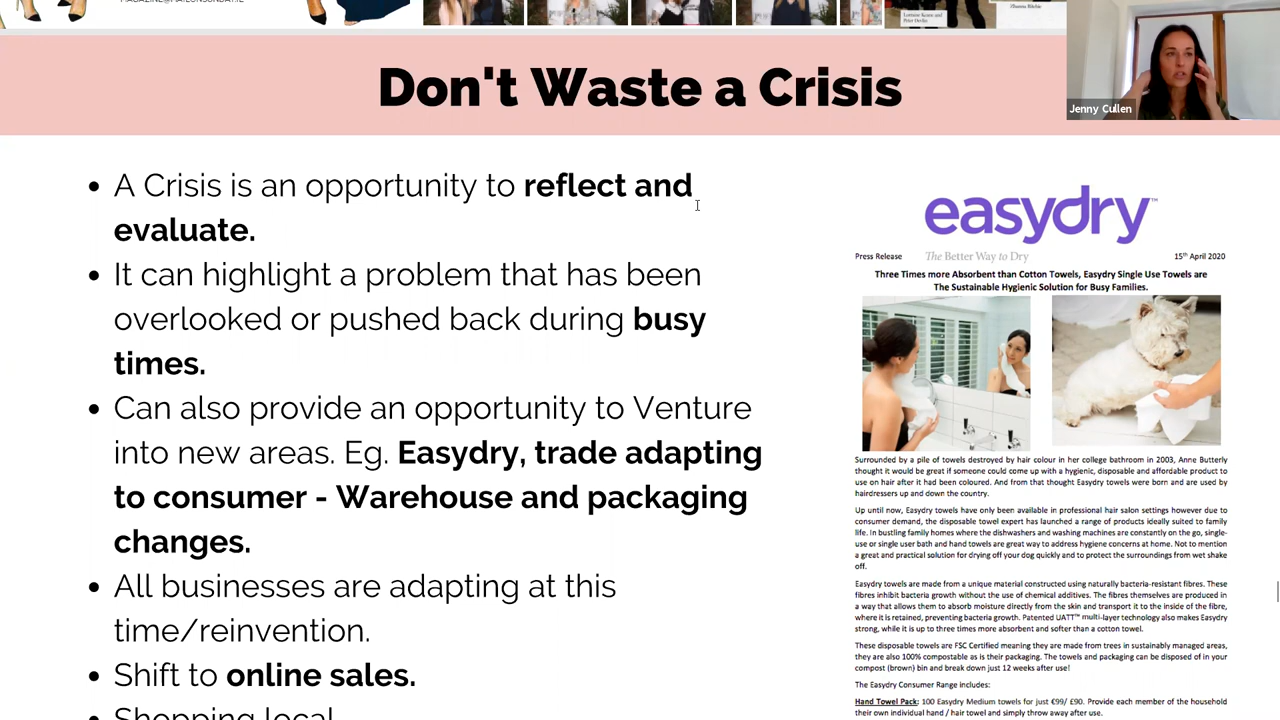 MAGAZINE@MAILONSUNDAY.IE
Lorraine Keane and
Peter Devlin
Don't Waste a Crisis
Jenny Cullen
• A Crisis is an opportunity to reflect and
evaluate.
• It can highlight a problem that has been
overlooked or pushed back during busy
times.
• Can also provide an opportunity to Venture
into new areas. Eg. Easydry, trade adapting
to consumer - Warehouse and packaging
changes.
• All businesses are adapting at this
time/reinvention.
• Shift to online sales.
• Shopping local
easydry™
Press Release The Better Way to Dry 15th April 2020
Three Times more Absorbent than Cotton Towels, Easydry Single Use Towels are
The Sustainable Hygienic Solution for Busy Families.
Surrounded by a pile of towels destroyed by hair colour in her college bathroom in 2003, Anne Butterly
thought it would be great if someone could come up with a hygienic, disposable and affordable product to
use on hair after it had been coloured. And from that thought Easydry towels were born and are used by
hairdressers up and down the country.
Up until now, Easydry towels have only been available in professional hair salon settings however due to
consumer demand, the disposable towel expert has launched a range of products ideally suited to family
life. In bustling family homes where the dishwashers and washing machines are constantly on the go, single-
use or single user bath and hand towels are great way to address hygiene concerns at home. Not to mention
a great and practical solution for drying off your dog quickly and to protect the surroundings from wet shake
off.
Easydry towels are made from a unique material constructed using naturally bacteria-resistant fibres. These
fibres inhibit bacteria growth without the use of chemical additives. The fibres themselves are produced in
a way that allows them to absorb moisture directly from the skin and transport it to the inside of the fibre,
where it is retained, preventing bacteria growth. Patented UATT™ multi-layer technology also makes Easydry
strong, while it is up to three times more absorbent and softer than a cotton towel.
These disposable towels are FSC Certified meaning they are made from trees in sustainably managed areas,
they are also 100% compostable as is their packaging. The towels and packaging can be disposed of in your
compost (brown) bin and break down just 12 weeks after use!
The Easydry Consumer Range includes:
Hand Towel Pack: 100 Easydry Medium towels for just €99/ £90. Provide each member of the household
their own individual hand / hair towel and simply throw away after use.